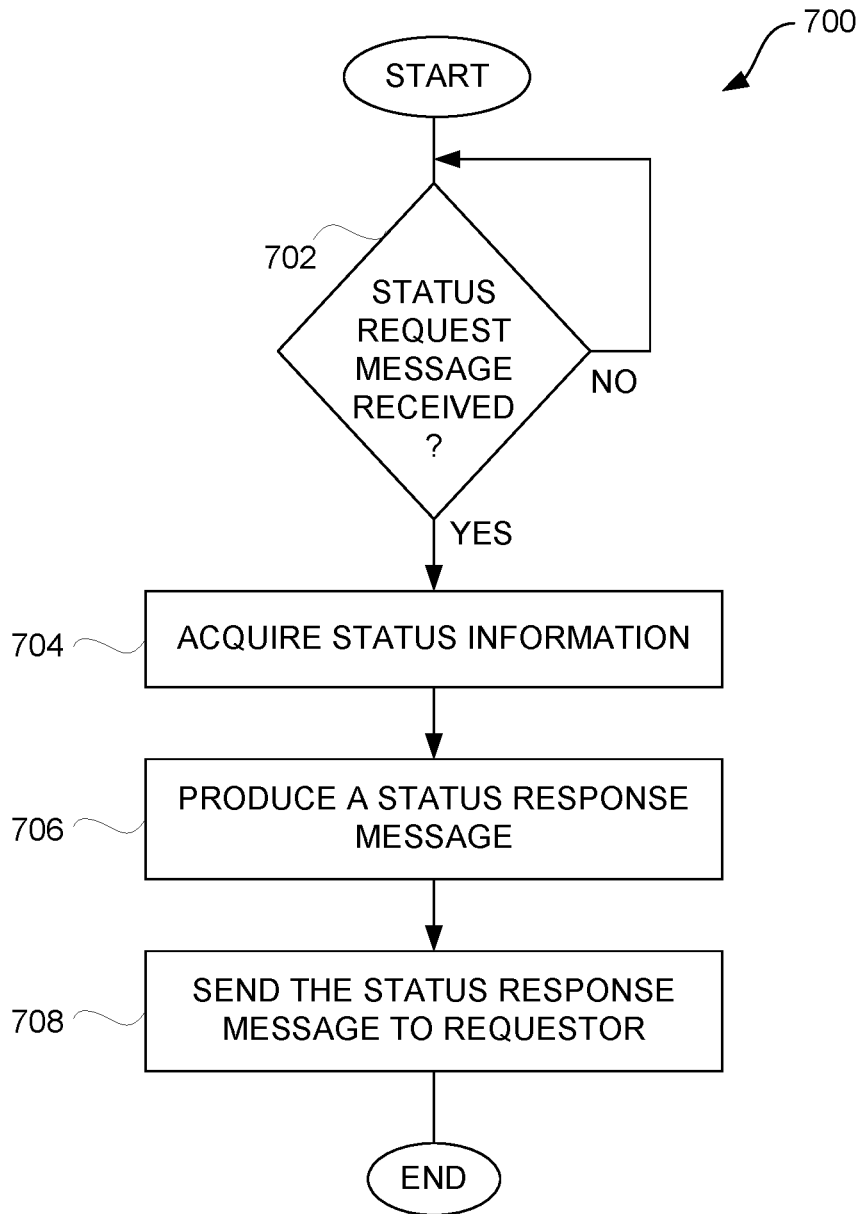 700
START
702
STATUS
REQUEST
MESSAGE
RECEIVED
?
NO
YES
704
ACQUIRE STATUS INFORMATION
706
PRODUCE A STATUS RESPONSE
MESSAGE
708
SEND THE STATUS RESPONSE
MESSAGE TO REQUESTOR
END